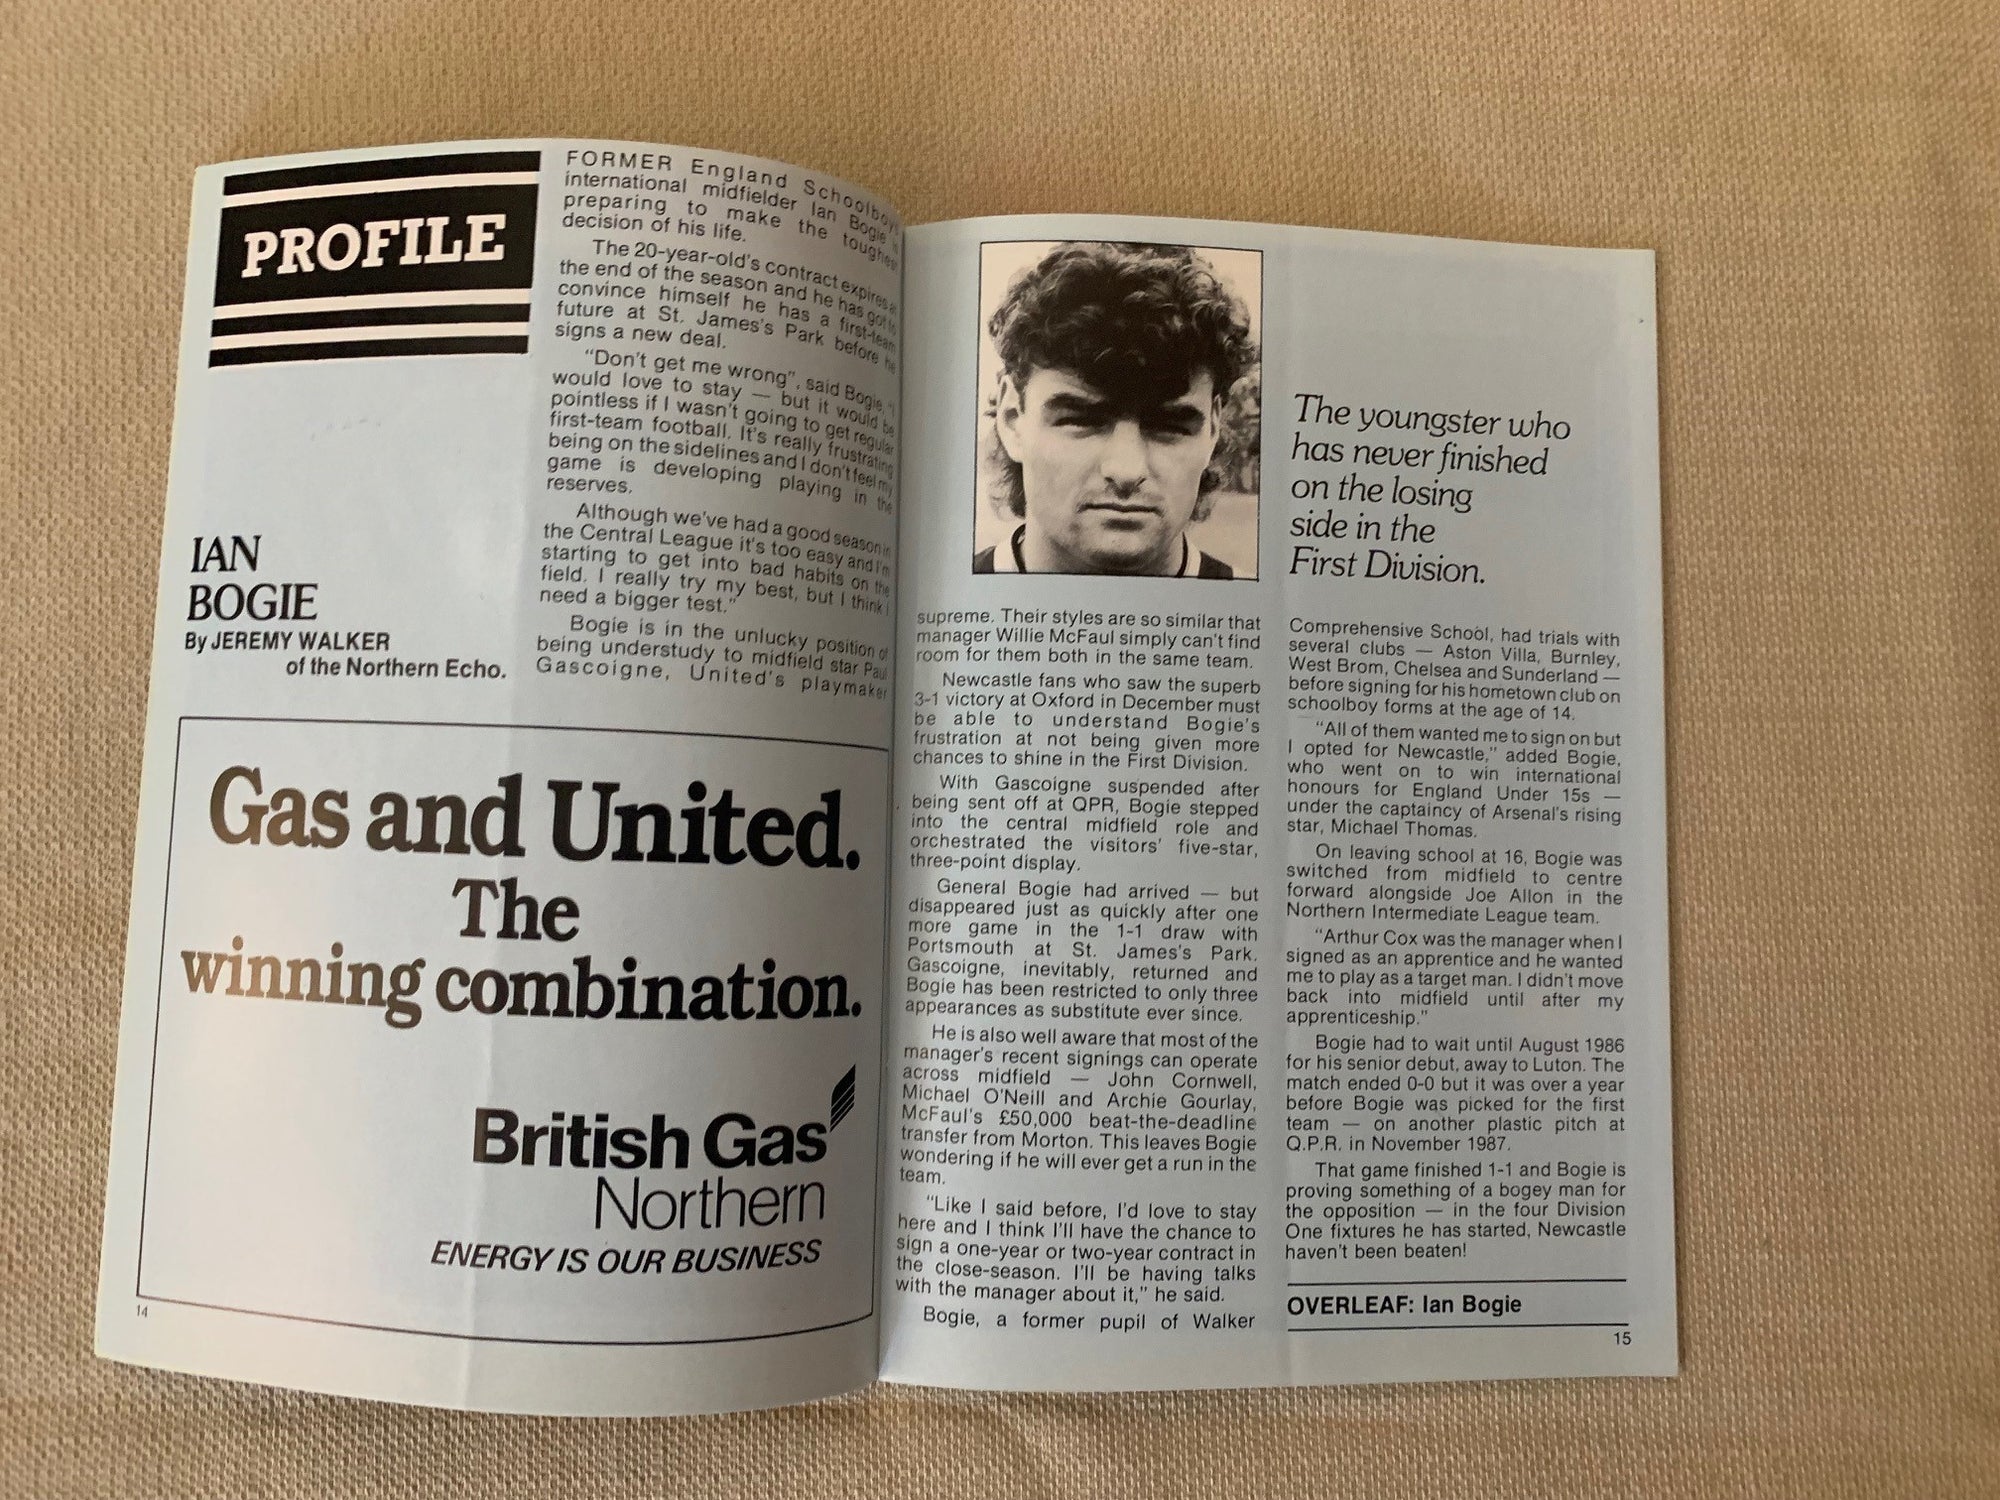 PROFILE
IAN
BOGIE
By JEREMY WALKER
of the Northern Echo.
FORMER England Schoolboy
international midfielder Ian Bogie is
preparing to make the toughest
decision of his life.
The 20-year-old's contract expires at
the end of the season and he has got to
convince himself he has a first-team
future at St. James's Park before he
signs a new deal.
"Don't get me wrong", said Bogie, "I
would love to stay — but it would be
pointless if I wasn't going to get regular
first-team football. It's really frustrating
being on the sidelines and I don't feel my
game is developing playing in the
reserves.
Although we've had a good season in
the Central League it's too easy and I'm
starting to get into bad habits on the
field. I really try my best, but I think I
need a bigger test."
Bogie is in the unlucky position of
being understudy to midfield star Paul
Gascoigne, United's playmaker
Gas and United.
The
winning combination.
British Gas
Northern
ENERGY IS OUR BUSINESS
14
The youngster who
has never finished
on the losing
side in the
First Division.
supreme. Their styles are so similar that
manager Willie McFaul simply can't find
room for them both in the same team.
Newcastle fans who saw the superb
3-1 victory at Oxford in December must
be able to understand Bogie's
frustration at not being given more
chances to shine in the First Division.
With Gascoigne suspended after
being sent off at QPR, Bogie stepped
into the central midfield role and
orchestrated the visitors' five-star,
three-point display.
General Bogie had arrived — but
disappeared just as quickly after one
more game in the 1-1 draw with
Portsmouth at St. James's Park.
Gascoigne, inevitably, returned and
Bogie has been restricted to only three
appearances as substitute ever since.
He is also well aware that most of the
manager's recent signings can operate
across midfield — John Cornwell,
Michael O'Neill and Archie Gourlay,
McFaul's £50,000 beat-the-deadline
transfer from Morton. This leaves Bogie
wondering if he will ever get a run in the
team.
"Like I said before, I'd love to stay
here and I think I'll have the chance to
sign a one-year or two-year contract in
the close-season. I'll be having talks
with the manager about it," he said.
Bogie, a former pupil of Walker
Comprehensive School, had trials with
several clubs — Aston Villa, Burnley,
West Brom, Chelsea and Sunderland —
before signing for his hometown club on
schoolboy forms at the age of 14.
"All of them wanted me to sign on but
I opted for Newcastle," added Bogie,
who went on to win international
honours for England Under 15s —
under the captaincy of Arsenal's rising
star, Michael Thomas.
On leaving school at 16, Bogie was
switched from midfield to centre
forward alongside Joe Allon in the
Northern Intermediate League team.
"Arthur Cox was the manager when I
signed as an apprentice and he wanted
me to play as a target man. I didn't move
back into midfield until after my
apprenticeship."
Bogie had to wait until August 1986
for his senior debut, away to Luton. The
match ended 0-0 but it was over a year
before Bogie was picked for the first
team — on another plastic pitch at
Q.P.R. in November 1987.
That game finished 1-1 and Bogie is
proving something of a bogey man for
the opposition — in the four Division
One fixtures he has started, Newcastle
haven't been beaten!
OVERLEAF: Ian Bogie
15